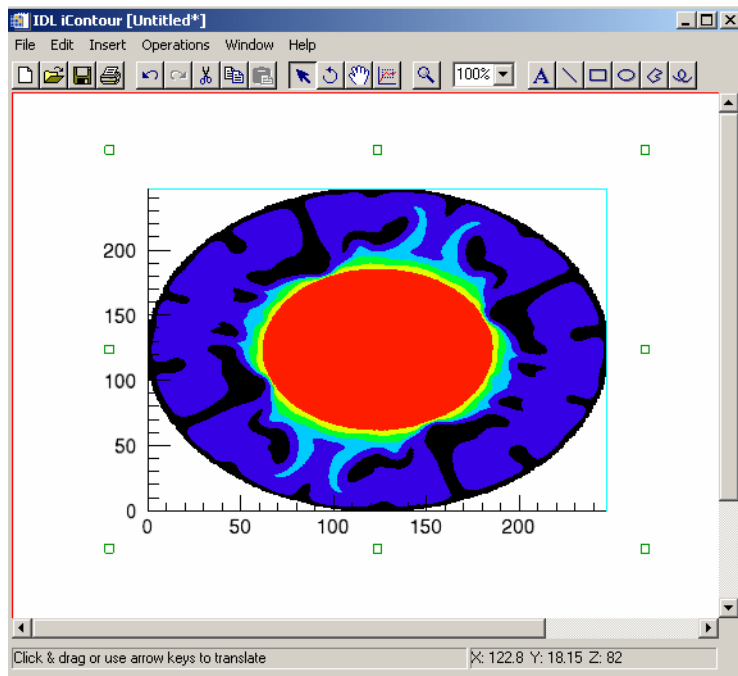 IDL iContour [Untitled*]
File Edit Insert Operations Window Help
100% A
200
150
100
50
0
0 50 100 150 200
Click & drag or use arrow keys to translate X: 122.8 Y: 18.15 Z: 82